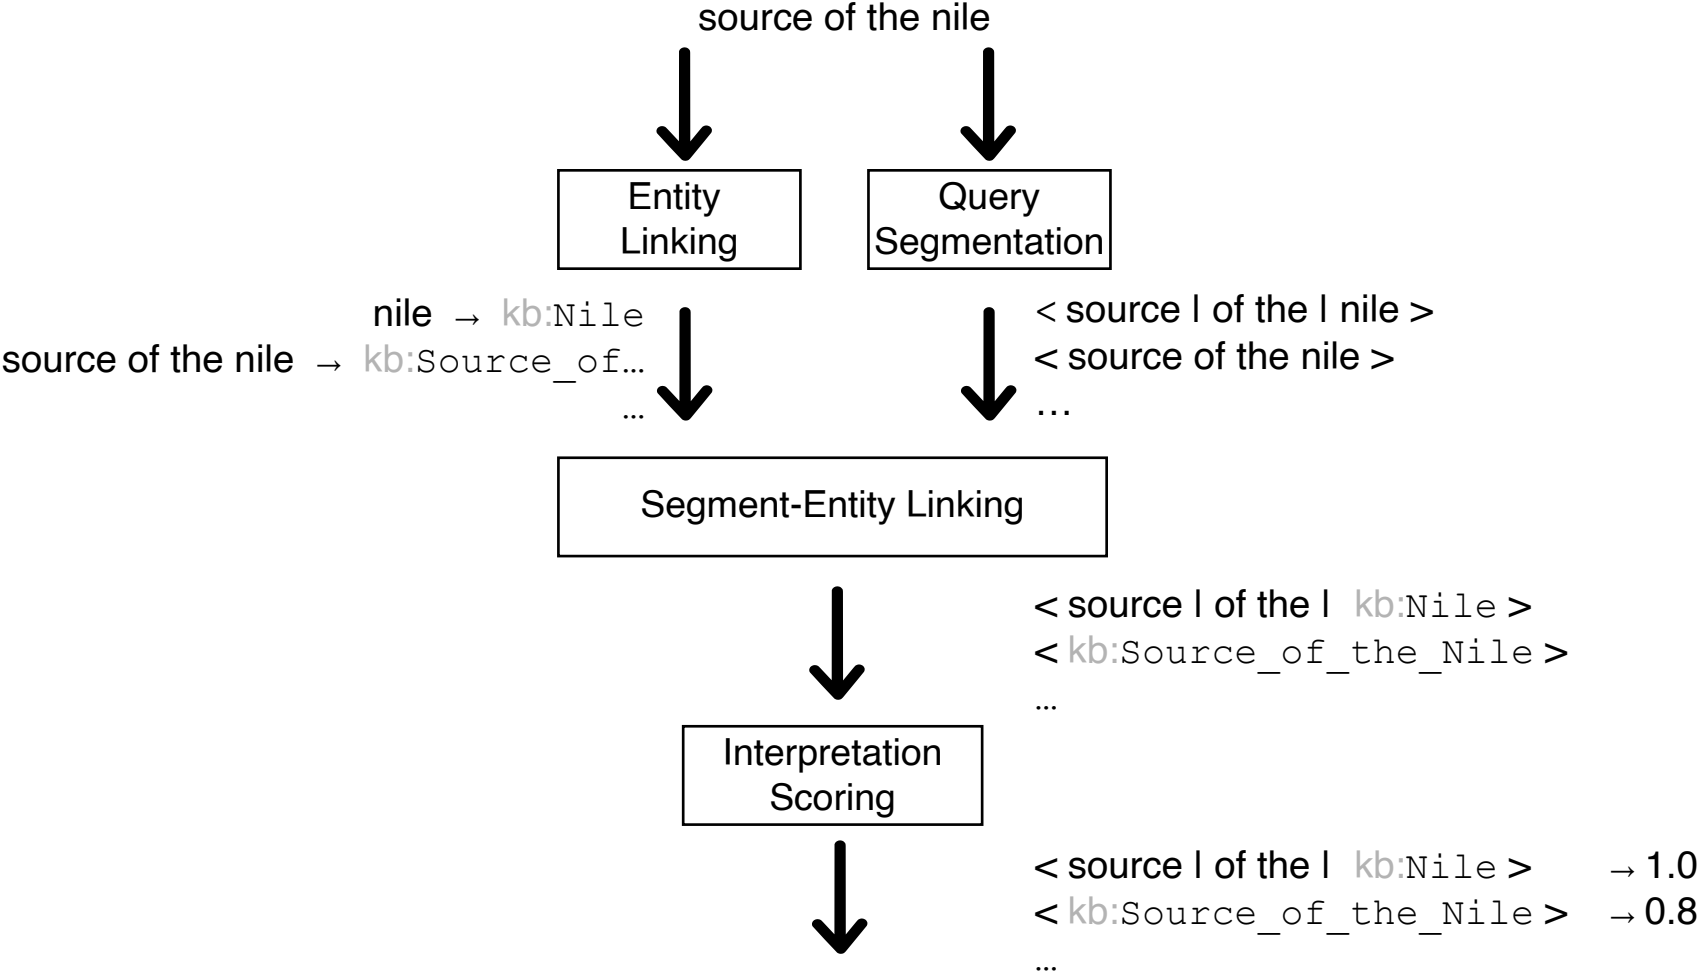 source of the nile
Entity
Linking
Query
Segmentation
nile → kb:Nile
source of the nile → kb:Source_of…
…
< source | of the | nile >
< source of the nile >
…
Segment-Entity Linking
< source | of the | kb:Nile >
< kb:Source_of_the_Nile >
…
Interpretation
Scoring
< source | of the | kb:Nile > → 1.0
< kb:Source_of_the_Nile > → 0.8
…